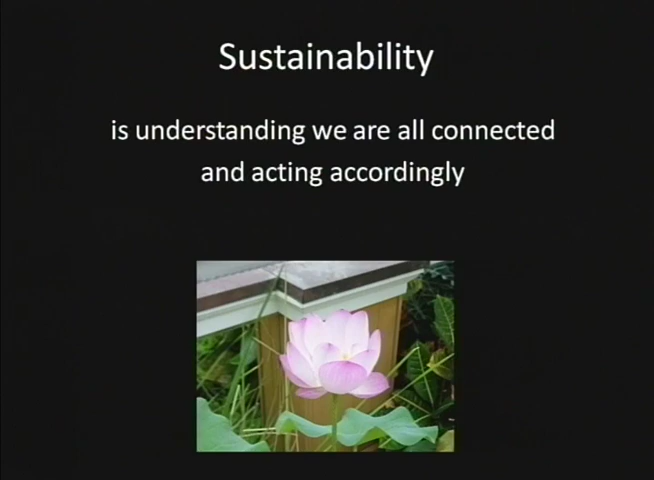 Sustainability
is understanding we are all connected
and acting accordingly